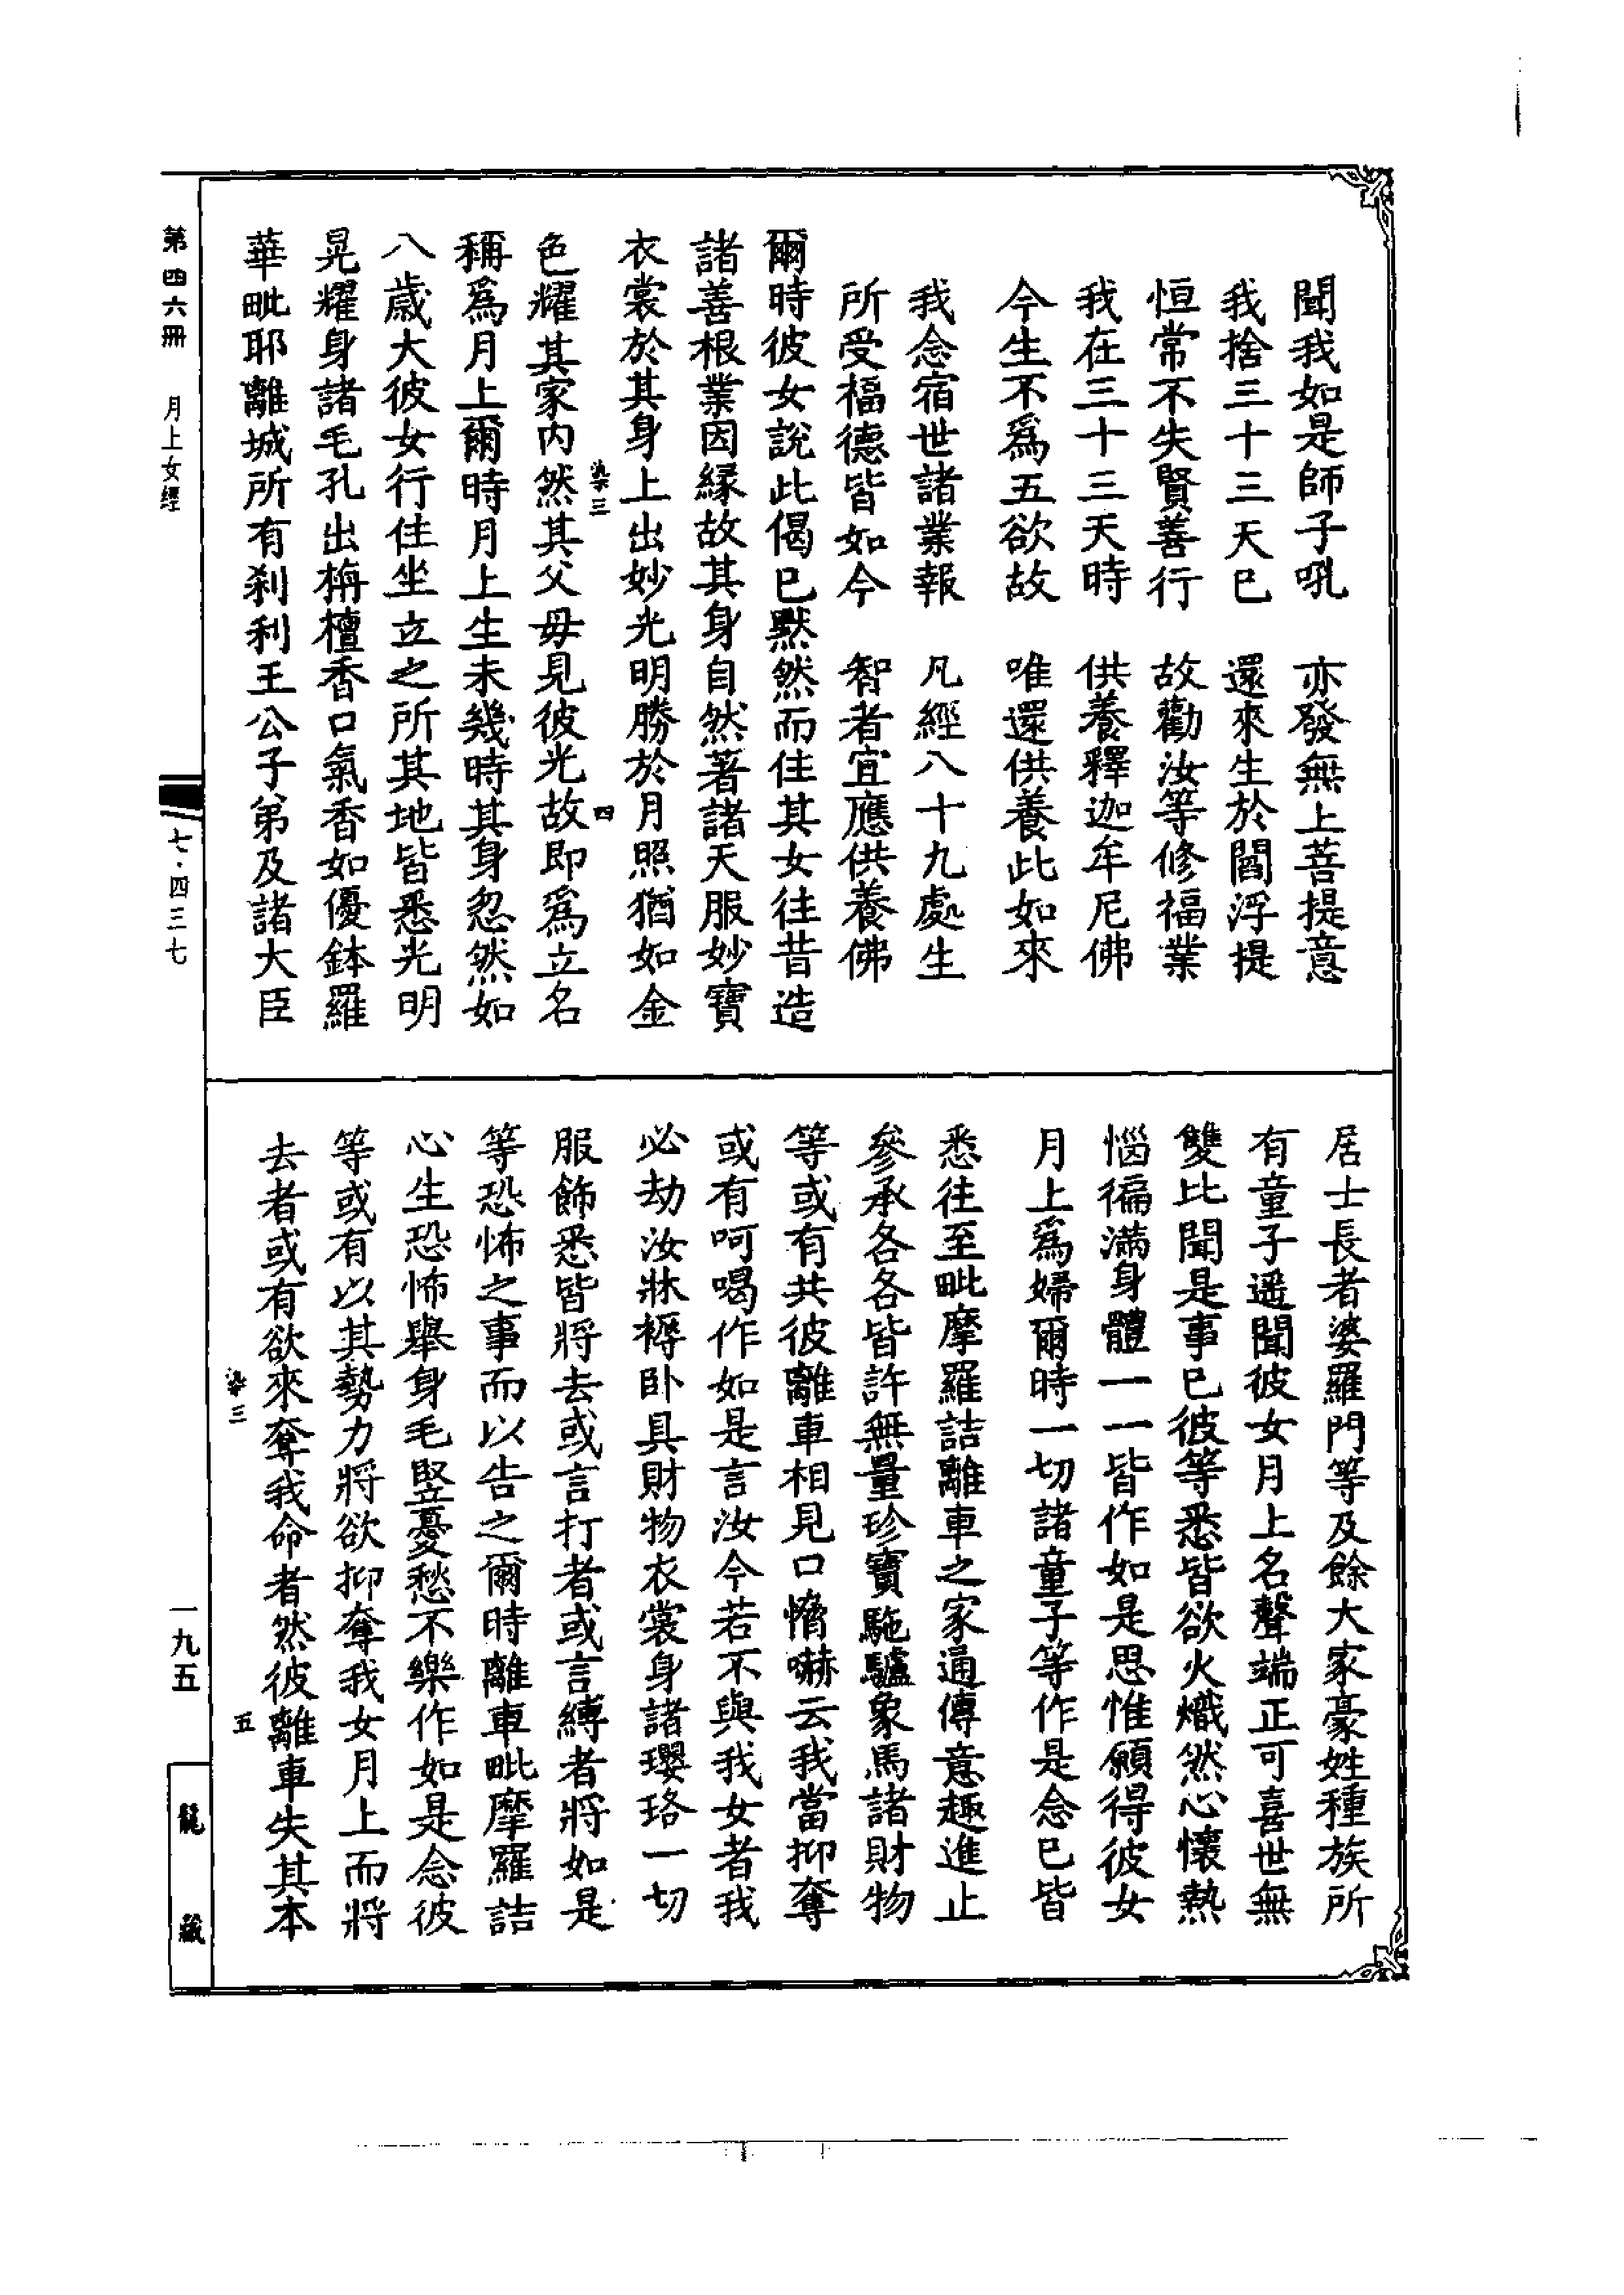 聞我如是師子吼　亦發無上菩提意
我捨三十三天已　還來生於閻浮提
恒常不失賢善行　故勸汝等修福業
我在三十三天時　供養釋迦牟尼佛
今生不爲五欲故　唯還供養此如來
我念宿世諸業報　凡經八十九處生
所受福德皆如今　智者宜應供養佛
爾時彼女說此偈已默然而住其女往昔造
諸善根業因緣故其身自然著諸天服妙寶
衣裳於其身上出妙光明勝於月照猶如金
染三　四
色耀其家內然其父毋見彼光故即爲立名
稱爲月上爾時月上生未幾時其身忽然如
八歲大彼女行住坐立之所其地皆悉光明
晃耀身諸毛孔出栴檀香口氣香如優鉢羅
華毗耶離城所有刹利王公子弟及諸大臣
居士長者婆羅門等及餘大家豪姓種族所
有童子遥聞彼女月上名聲端正可喜世無
雙比聞是事已彼等悉皆欲火熾然心懷熱
惱徧滿身體一一皆作如是思惟願得彼女
月上爲婦爾時一切諸童子等作是念已皆
悉往至毗摩羅詰離車之家通傳意趣進止
參承各各皆許無量珍寶駞驢象馬諸財物
等或有共彼離車相見口憎嚇云我當抑奪
或有呵喝作如是言汝今若不與我女者我
必劫汝牀褥卧具財物衣裳身諸瓔珞一切
服飾悉皆將去或言打者或言縛者將如是
等恐怖之事而以告之爾時離車毗摩羅詰
心生恐怖舉身毛竪憂愁不樂作如是念彼
等或有以其勢力將欲抑奪我女月上而將
去者或有欲來奪我命者然彼離車失其本
染三　五
第四六冊　月上女經
七·四三七
一九五
龍藏